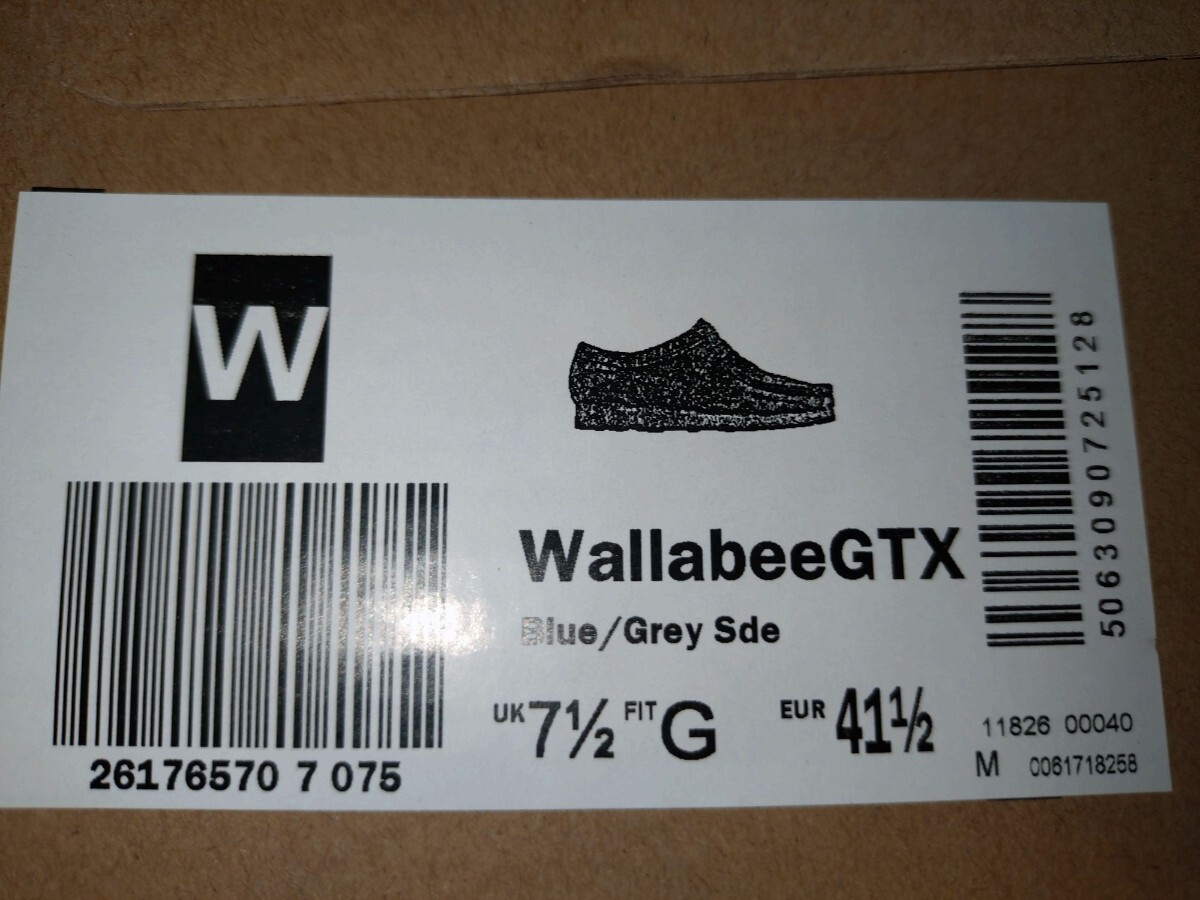 W
WallabeeGTX
Blue/Grey Sde
UK 7½ FIT G EUR 41½
26176570 7 075
5063090725128
11826 00040
M 0061718258